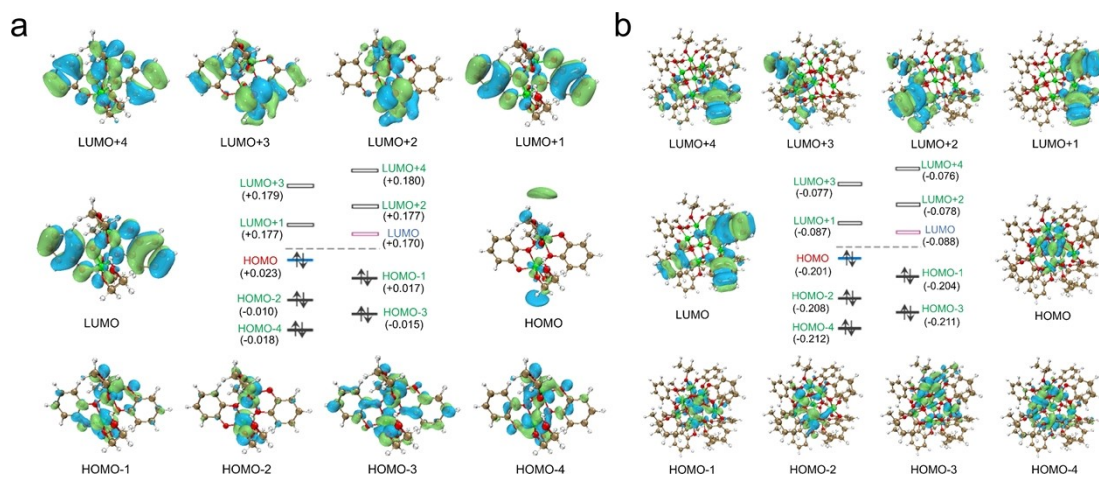 a
LUMO+4
LUMO+3
LUMO+2
LUMO+1
LUMO+3
(+0.179)
LUMO+4
(+0.180)
LUMO+1
(+0.177)
LUMO+2
(+0.177)
HOMO
(+0.023)
LUMO
(+0.170)
HOMO-2
(-0.010)
HOMO-1
(+0.017)
HOMO-4
(-0.018)
HOMO-3
(-0.015)
LUMO
HOMO
HOMO-1
HOMO-2
HOMO-3
HOMO-4
b
LUMO+4
LUMO+3
LUMO+2
LUMO+1
LUMO+3
(-0.077)
LUMO+4
(-0.076)
LUMO+1
(-0.087)
LUMO+2
(-0.078)
HOMO
(-0.201)
LUMO
(-0.088)
HOMO-2
(-0.208)
HOMO-1
(-0.204)
HOMO-4
(-0.212)
HOMO-3
(-0.211)
LUMO
HOMO
HOMO-1
HOMO-2
HOMO-3
HOMO-4